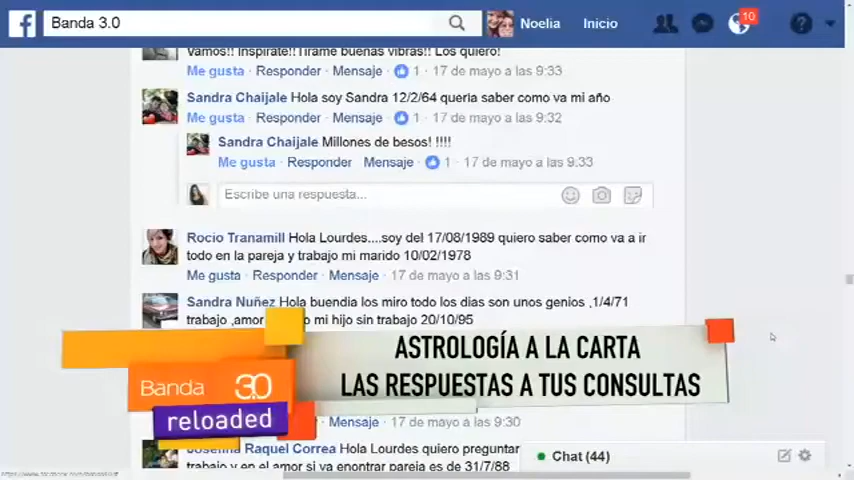 Banda 3.0
Noelia
Inicio
10
Vamos!! Inspirate!!Tirame buenas vibras!! Los quiero!
Me gusta · Responder · Mensaje · 1 · 17 de mayo a las 9:33
Sandra Chaijale Hola soy Sandra 12/2/64 queria saber como va mi año
Me gusta · Responder · Mensaje · 1 · 17 de mayo a las 9:32
Sandra Chaijale Millones de besos! !!!!
Me gusta · Responder · Mensaje · 1 · 17 de mayo a las 9:33
Escribe una respuesta...
Rocio Tranamill Hola Lourdes....soy del 17/08/1989 quiero saber como va a ir
todo en la pareja y trabajo mi marido 10/02/1978
Me gusta · Responder · Mensaje · 17 de mayo a las 9:31
Sandra Nuñez Hola buendia los miro todo los dias son unos genios ,1/4/71
trabajo ,amor mi hijo sin trabajo 20/10/95
ASTROLOGÍA A LA CARTA
LAS RESPUESTAS A TUS CONSULTAS
Banda 3.0
reloaded
Mensaje · 17 de mayo a las 9:30
Josefina Raquel Correa Hola Lourdes quiero preguntar
trabajo y en el amor si va enontrar pareja es de 31/7/88
Chat (44)